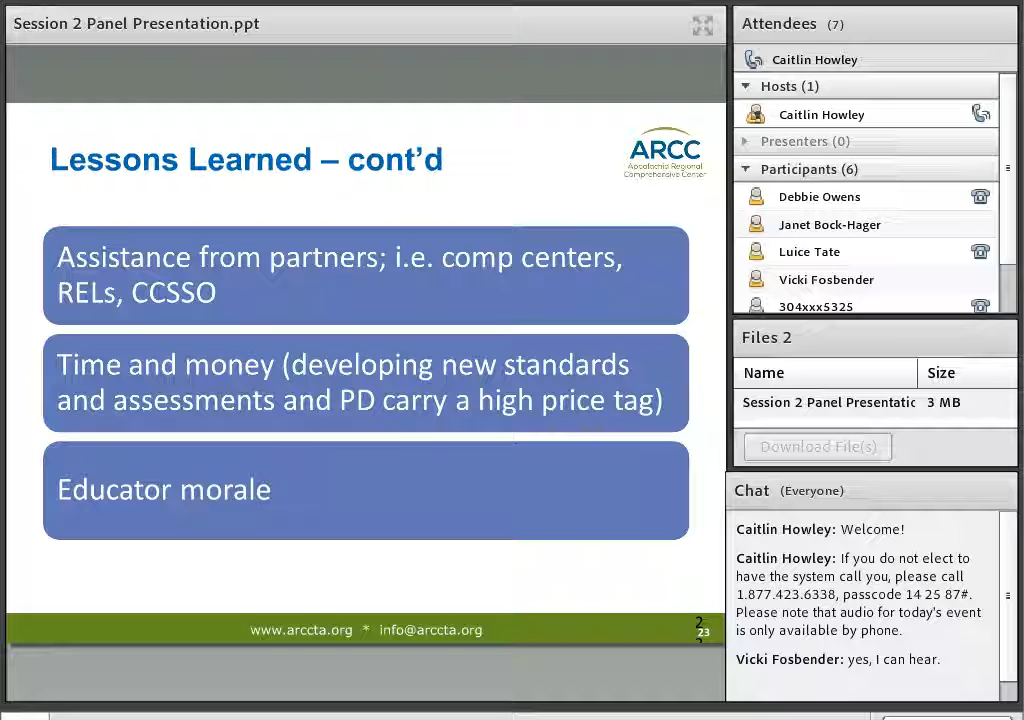 Session 2 Panel Presentation.ppt
Lessons Learned – cont’d
ARCC
Appalachia Regional
Comprehensive Center
Assistance from partners; i.e. comp centers,
RELs, CCSSO
Time and money (developing new standards
and assessments and PD carry a high price tag)
Educator morale
www.arccta.org * info@arccta.org
23
Attendees (7)
Caitlin Howley
Hosts (1)
Caitlin Howley
Presenters (0)
Participants (6)
Debbie Owens
Janet Bock-Hager
Luice Tate
Vicki Fosbender
304xxx5325
Files 2
Name Size
Session 2 Panel Presentatic 3 MB
Download File(s)
Chat (Everyone)
Caitlin Howley: Welcome!
Caitlin Howley: If you do not elect to
have the system call you, please call
1.877.423.6338, passcode 14 25 87#.
Please note that audio for today's event
is only available by phone.
Vicki Fosbender: yes, I can hear.